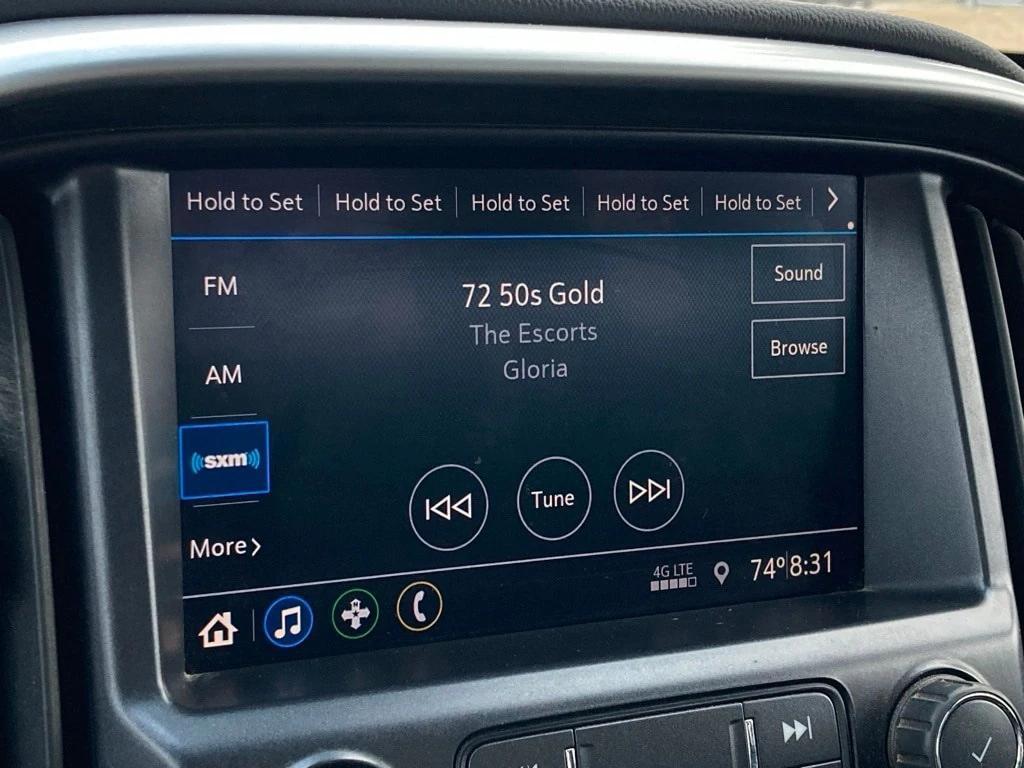 Hold to Set Hold to Set Hold to Set Hold to Set Hold to Set
FM
72 50s Gold
Sound
The Escorts
Browse
AM
Gloria
sxm
Tune
More
4G LTE
74° 8:31